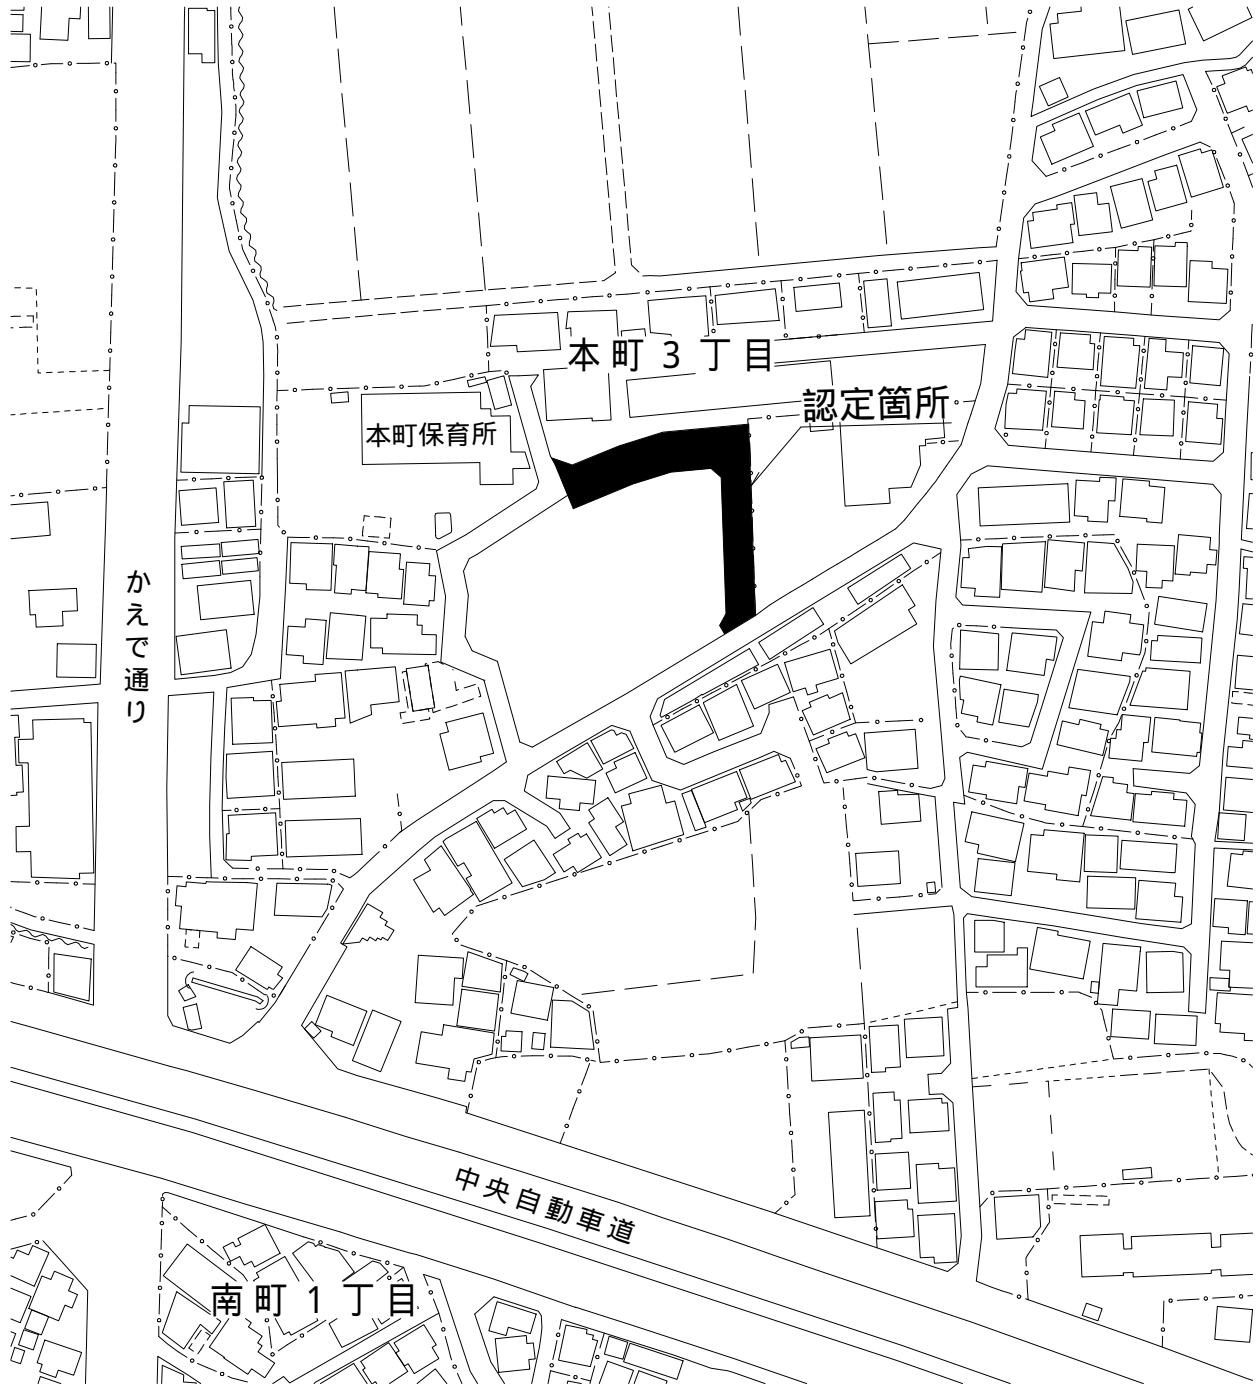 本町3丁目
認定箇所
本町保育所
かえで通り
中央自動車道
南町1丁目